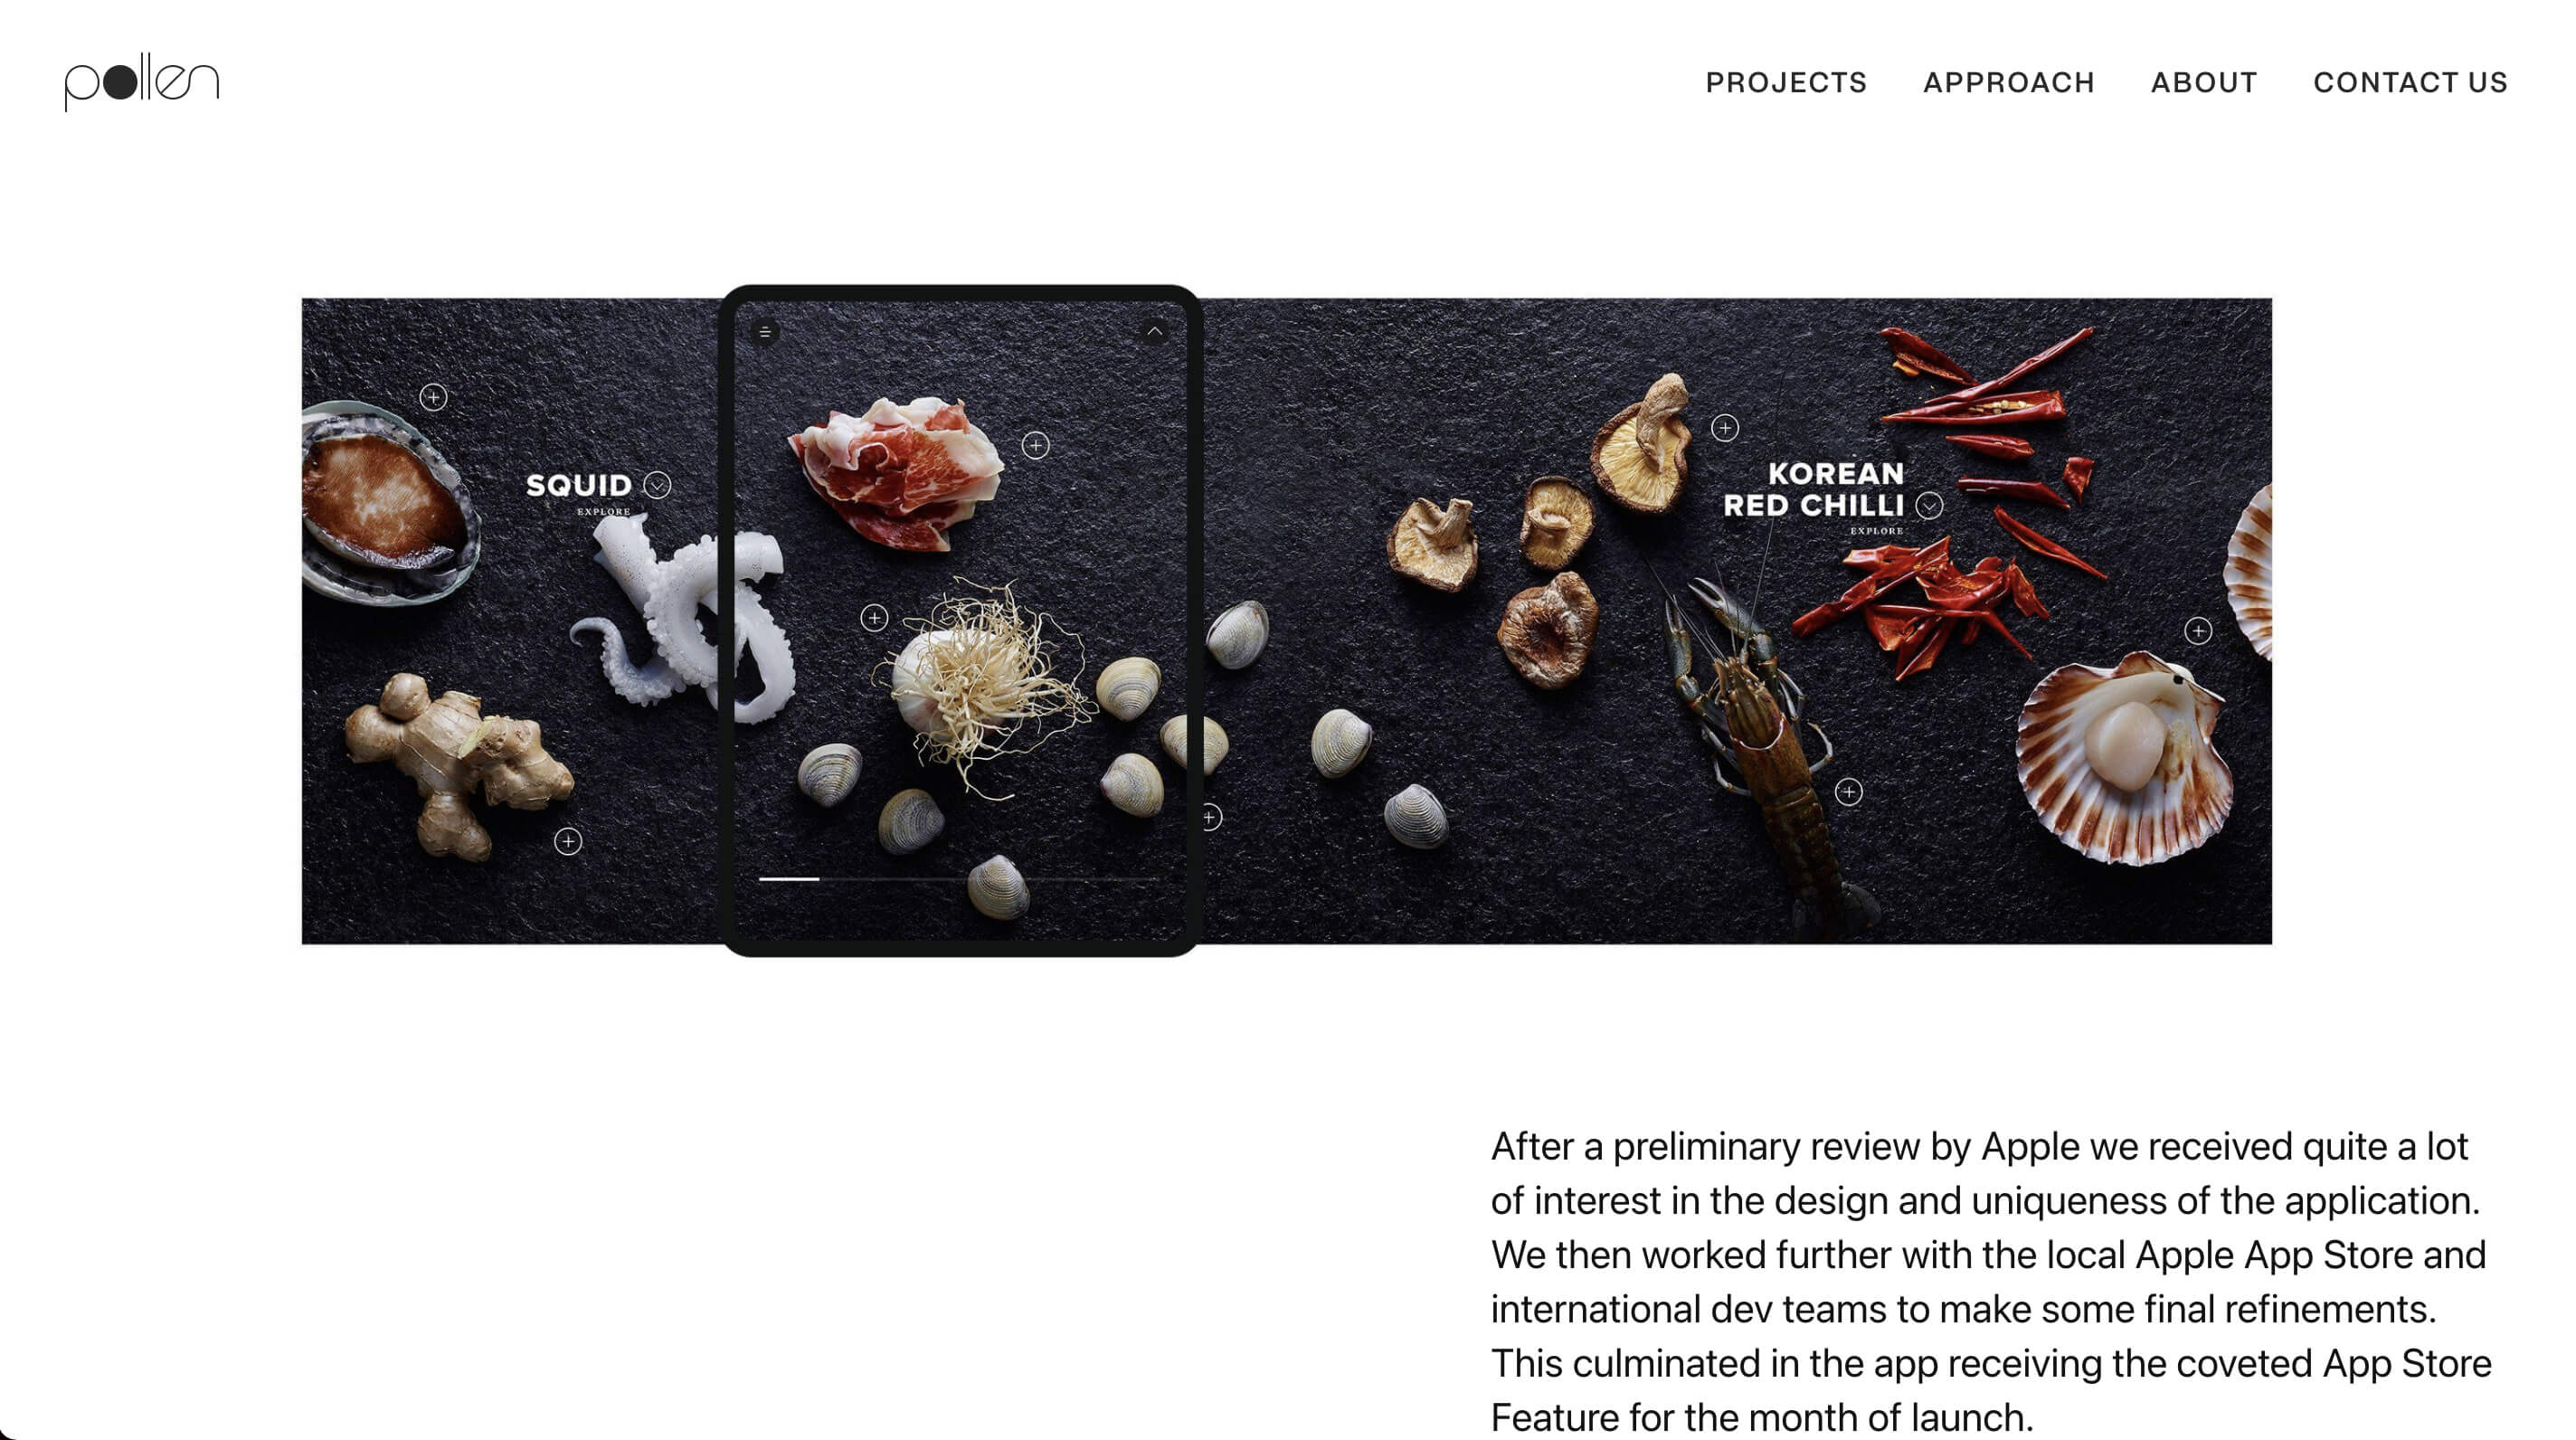 pollen
PROJECTS APPROACH ABOUT CONTACT US
SQUID
EXPLORE
KOREAN
RED CHILLI
EXPLORE
After a preliminary review by Apple we received quite a lot
of interest in the design and uniqueness of the application.
We then worked further with the local Apple App Store and
international dev teams to make some final refinements.
This culminated in the app receiving the coveted App Store
Feature for the month of launch.